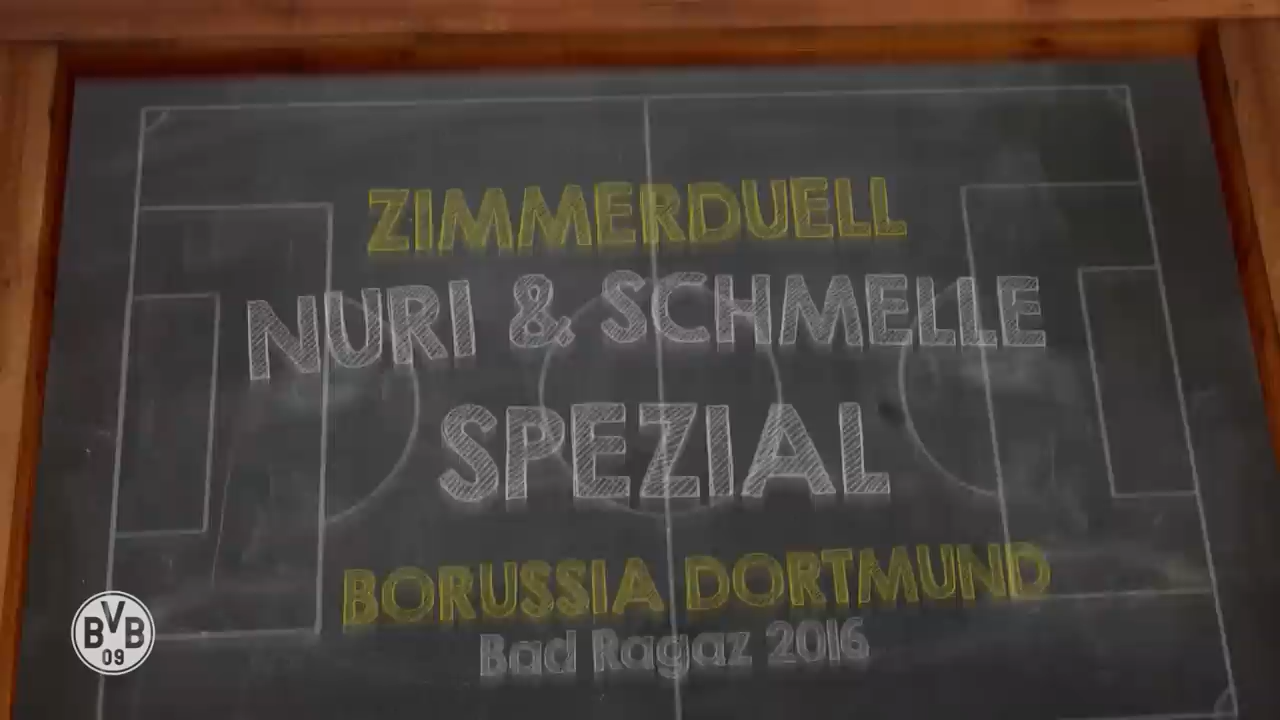 ZIMMERDUELL
NURI & SCHMELLE
SPEZIAL
BORUSSIA DORTMUND
Bad Ragaz 2016
BVB
09